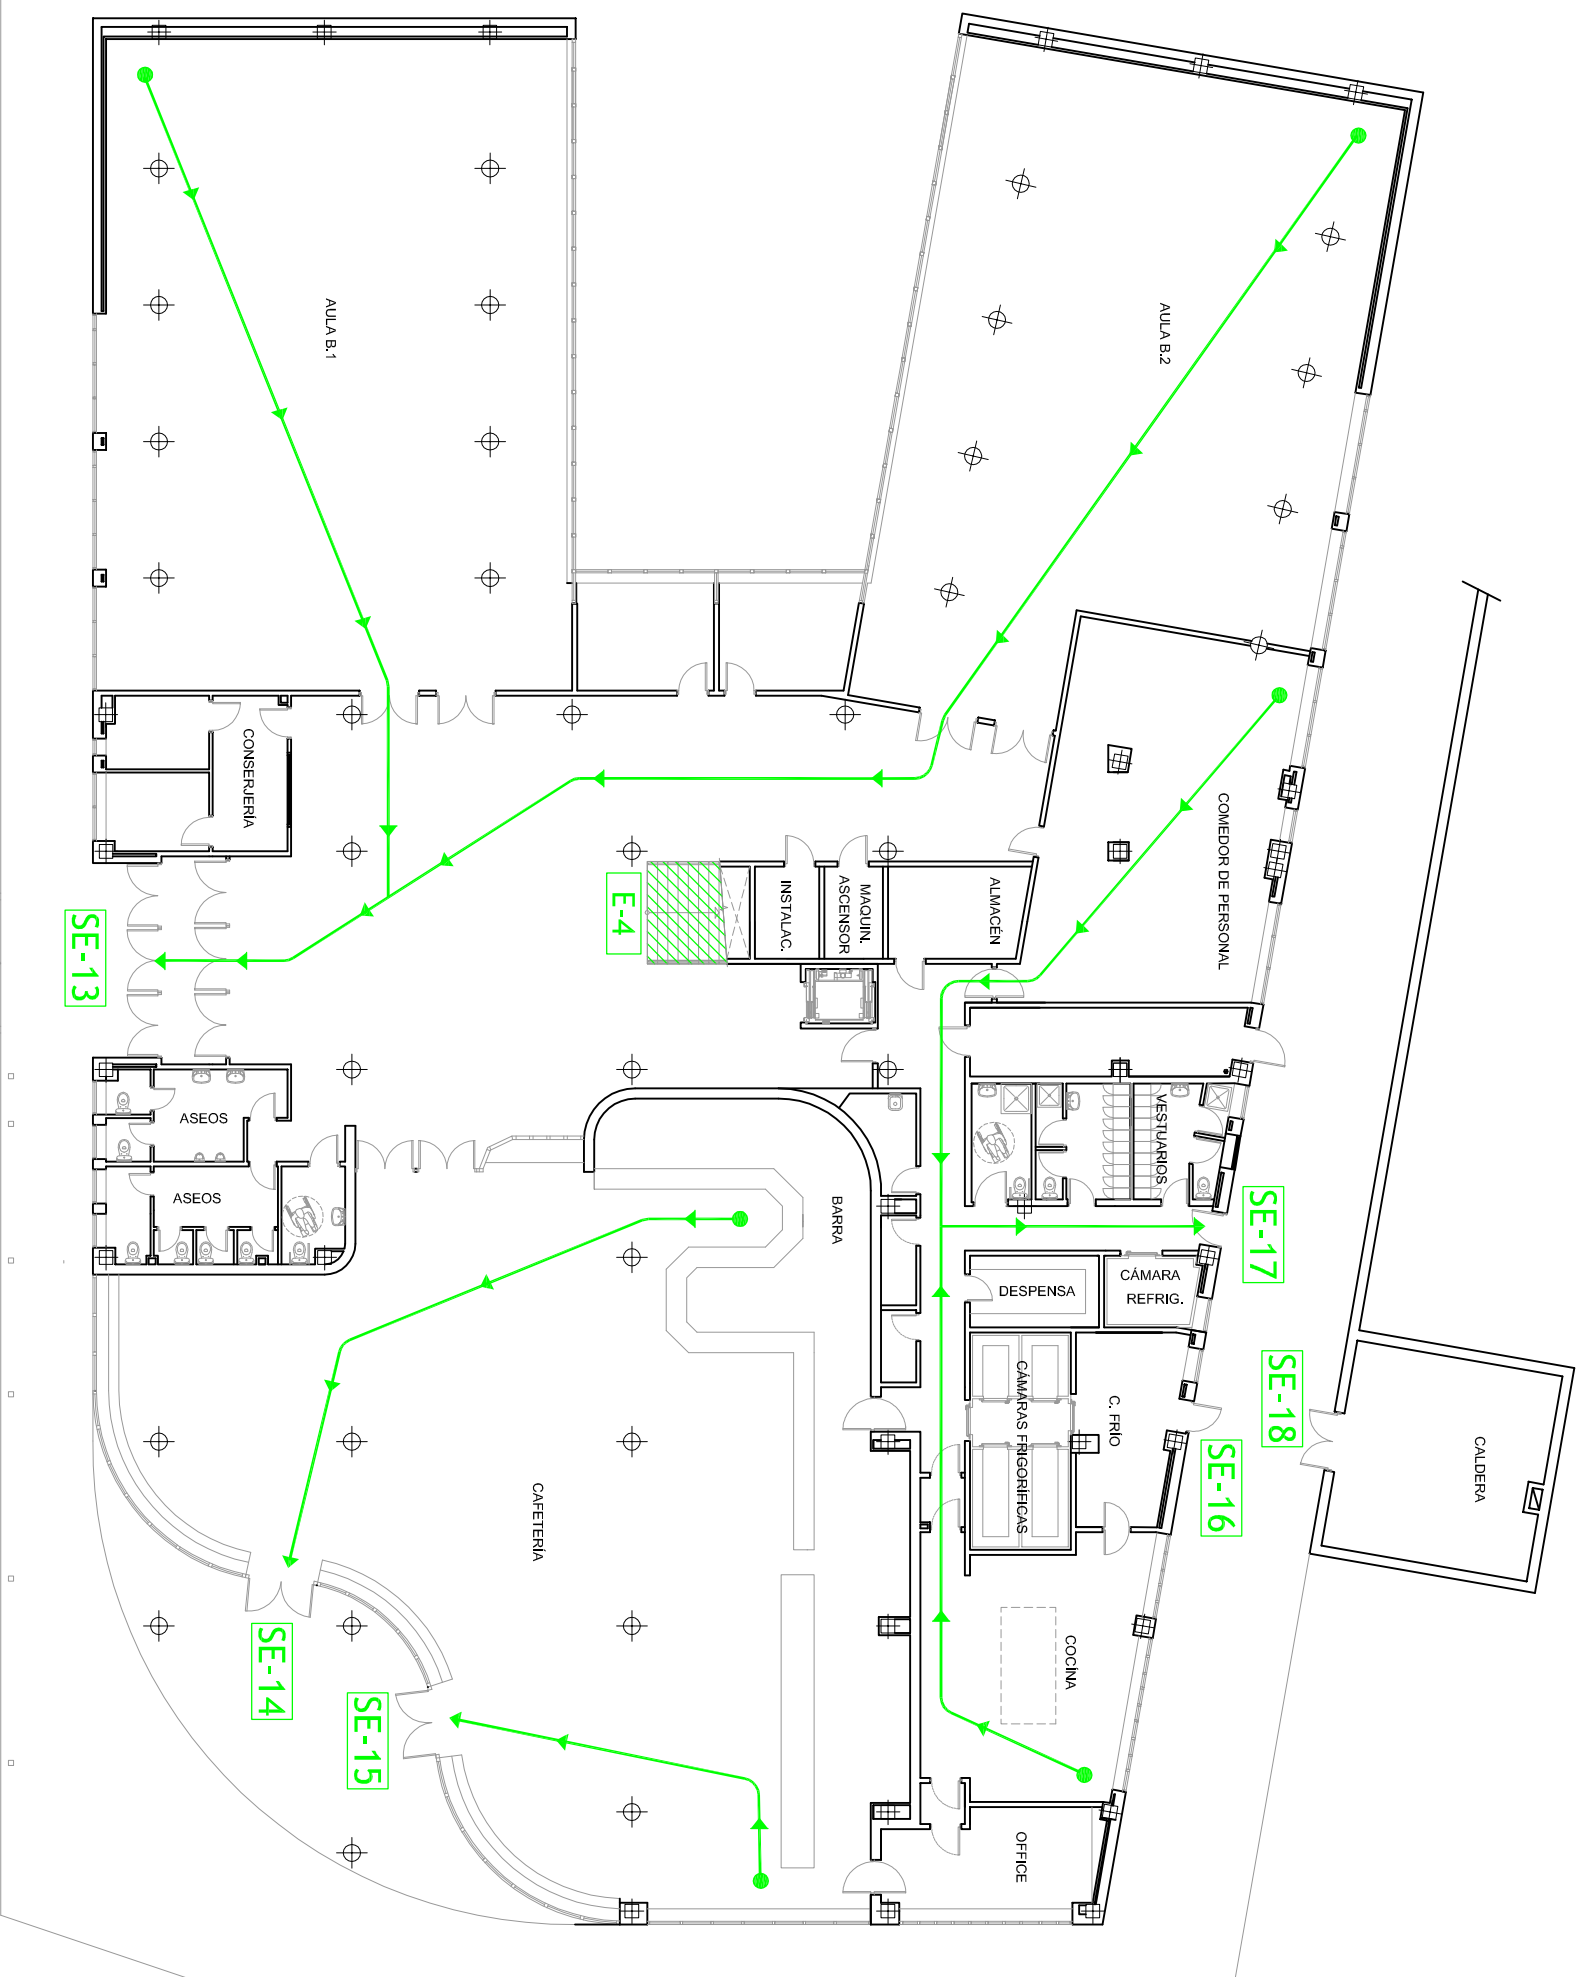 AULA B.1
AULA B.2
CONSERJERÍA
COMEDOR DE PERSONAL
E-4
INSTALAC.
MAQUIN.
ASCENSOR
ALMACÉN
SE-13
ASEOS
ASEOS
BARRA
VESTUARIOS
SE-17
DESPENSA
CÁMARA
REFRIG.
CÁMARAS FRIGORÍFICAS
C. FRÍO
SE-18
SE-16
CALDERA
CAFETERÍA
COCINA
SE-14
SE-15
OFFICE